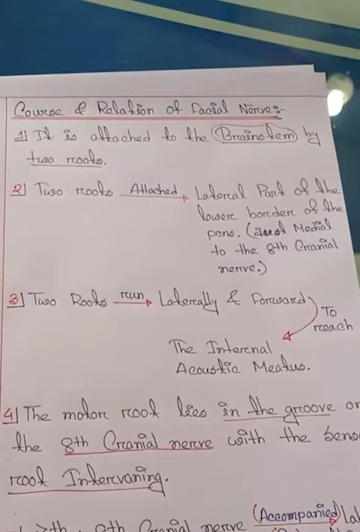 Course & Relation of Facial Nerve:-
1] It is attached to the Brainstem by
two roots.
2] Two roots Attached Lateral Part of the
lower border of the
pons. (Just Medial
to the 8th Cranial
nerve.)
3] Two Roots run Laterally & Forward
To
reach
The Internal
Acoustic Meatus.
4] The motor root lies in the groove on
the 8th Cranial nerve with the sens
root Intervening.
(Accompanied)
8th Cranial nerve